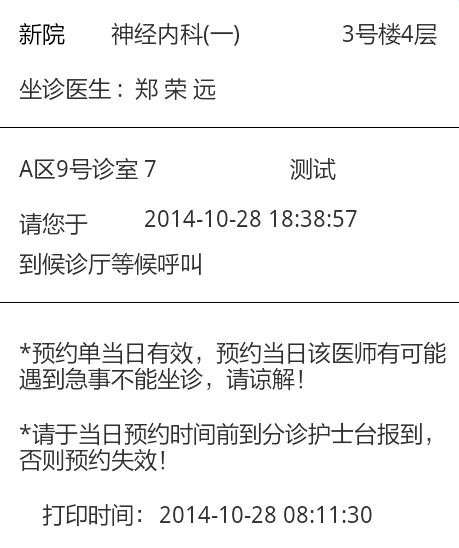 新院 神经内科(一) 3号楼4层
坐诊医生：郑 荣 远
A区9号诊室 7 测试
请您于 2014-10-28 18:38:57
到候诊厅等候呼叫
*预约单当日有效，预约当日该医师有可能
遇到急事不能坐诊，请谅解！
*请于当日预约时间前到分诊护士台报到，
否则预约失效！
打印时间： 2014-10-28 08:11:30